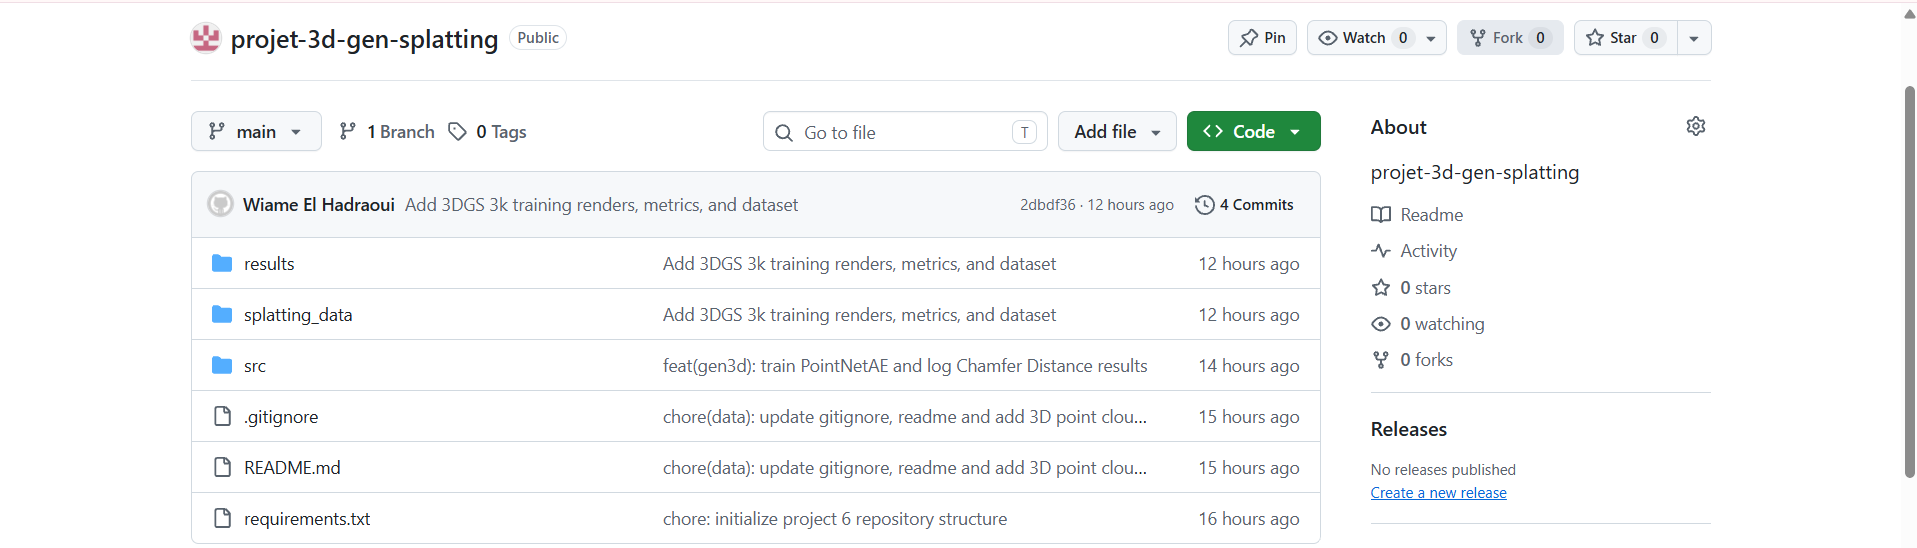 projet-3d-gen-splatting Public Pin Watch 0 Fork 0 Star 0
main 1 Branch 0 Tags Go to file T Add file Code
Wiame El Hadraoui Add 3DGS 3k training renders, metrics, and dataset 2dbdf36 · 12 hours ago 4 Commits
results Add 3DGS 3k training renders, metrics, and dataset 12 hours ago
splatting_data Add 3DGS 3k training renders, metrics, and dataset 12 hours ago
src feat(gen3d): train PointNetAE and log Chamfer Distance results 14 hours ago
.gitignore chore(data): update gitignore, readme and add 3D point clou... 15 hours ago
README.md chore(data): update gitignore, readme and add 3D point clou... 15 hours ago
requirements.txt chore: initialize project 6 repository structure 16 hours ago
About
projet-3d-gen-splatting
Readme
Activity
0 stars
0 watching
0 forks
Releases
No releases published
Create a new release